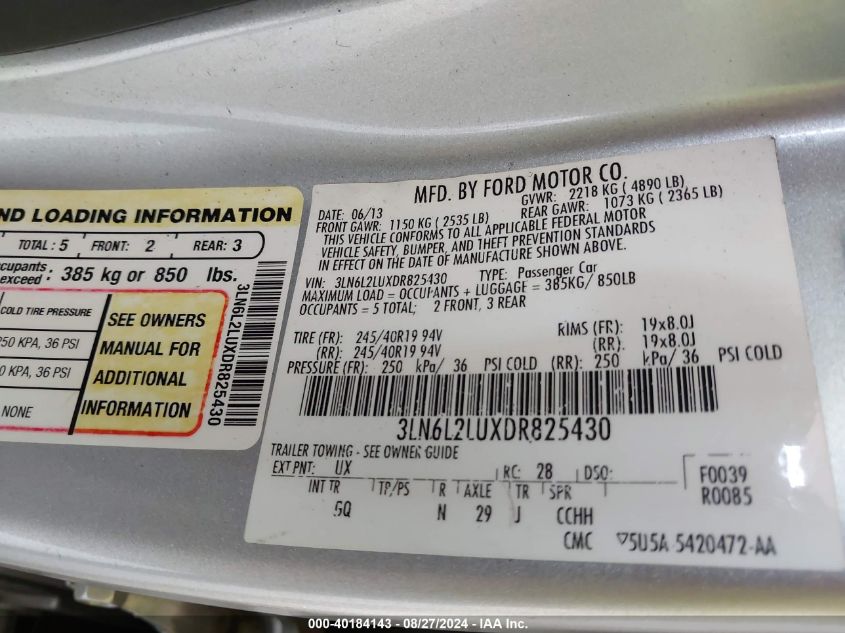 ND LOADING INFORMATION
TOTAL: 5 FRONT: 2 REAR: 3
exceed: 385 kg or 850 lbs.
COLD TIRE PRESSURE
250 KPA, 36 PSI
KPA, 36 PSI
NONE
SEE OWNERS
MANUAL FOR
ADDITIONAL
INFORMATION
3LN6L2LUXDR825430
MFD. BY FORD MOTOR CO.
DATE: 06/13 GVWR: 2218 KG ( 4890 LB)
FRONT GAWR: 1150 KG ( 2535 LB) REAR GAWR: 1073 KG ( 2365 LB)
THIS VEHICLE CONFORMS TO ALL APPLICABLE FEDERAL MOTOR
VEHICLE SAFETY, BUMPER, AND THEFT PREVENTION STANDARDS
IN EFFECT ON THE DATE OF MANUFACTURE SHOWN ABOVE.
VIN: 3LN6L2LUXDR825430 TYPE: Passenger Car
MAXIMUM LOAD = OCCUPANTS + LUGGAGE = 385KG/ 850LB
OCCUPANTS = 5 TOTAL; 2 FRONT, 3 REAR
TIRE (FR): 245/40R19 94V RIMS (FR): 19x8.0J
(RR): 245/40R19 94V (RR): 19x8.0J
PRESSURE (FR): 250 kPa/ 36 PSI COLD (RR): 250 kPa/ 36 PSI COLD
3LN6L2LUXDR825430
TRAILER TOWING - SEE OWNER GUIDE
EXT PNT: UX RC: 28 DSO: F0039
INT TR TP/PS R AXLE TR SPR R0085
5Q N 29 J CCHH
CMC ▽5U5A 5420472-AA
000-40184143 - 08/27/2024 - IAA Inc.